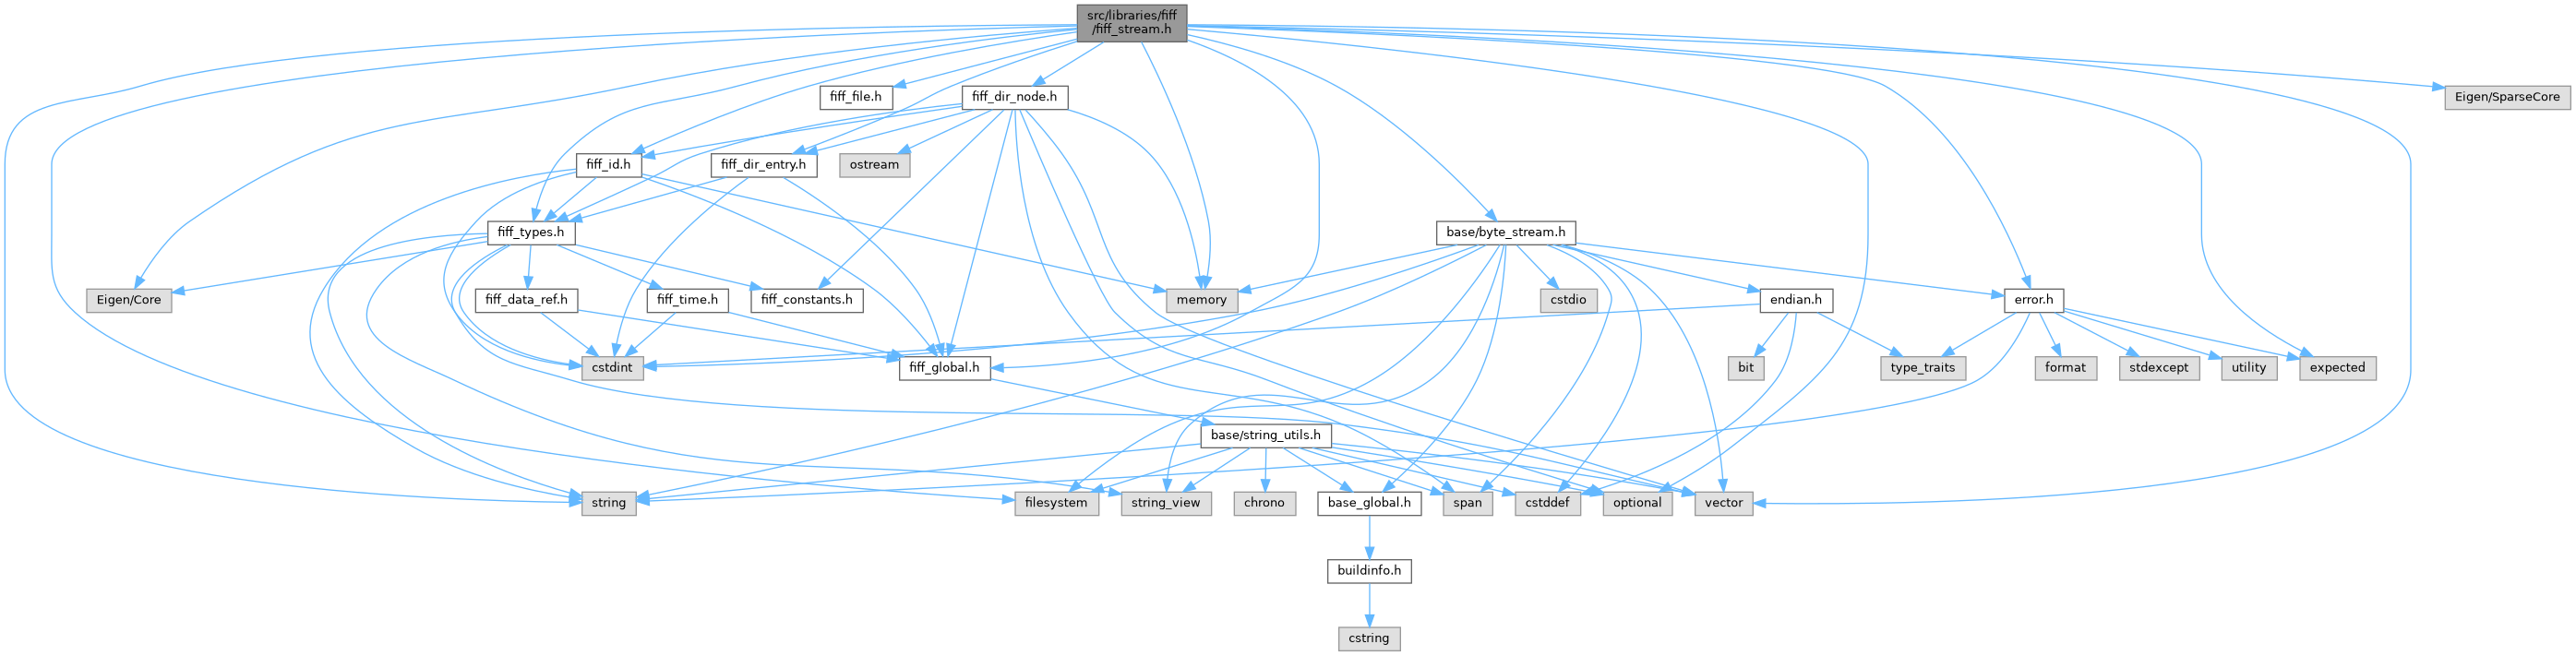 src/libraries/fiff
/fiff_stream.h
fiff_file.h
fiff_dir_node.h
Eigen/SparseCore
fiff_id.h
fiff_dir_entry.h
ostream
fiff_types.h
base/byte_stream.h
Eigen/Core
fiff_data_ref.h
fiff_time.h
fiff_constants.h
memory
cstdio
endian.h
error.h
cstdint
fiff_global.h
bit
type_traits
format
stdexcept
utility
expected
base/string_utils.h
string
filesystem
string_view
chrono
base_global.h
span
cstddef
optional
vector
buildinfo.h
cstring